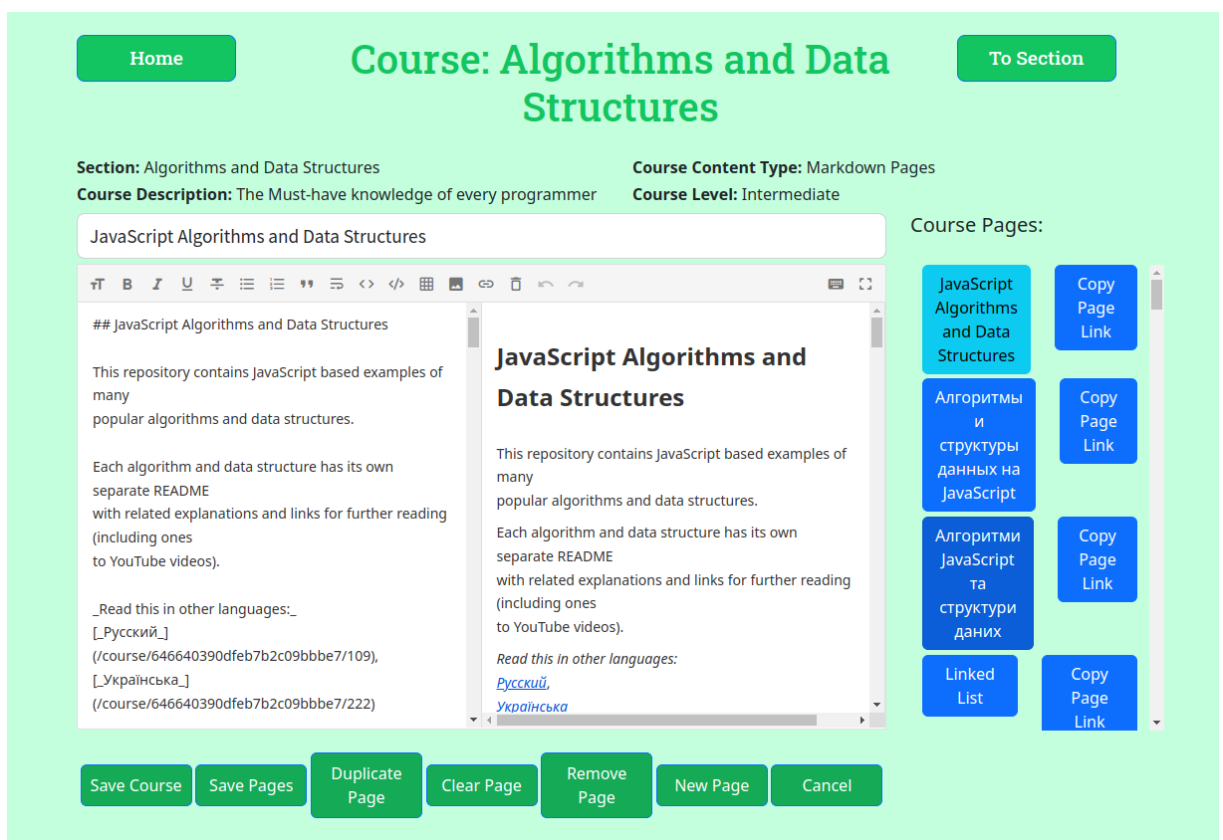 Home
Course: Algorithms and Data
Structures
To Section
Section: Algorithms and Data Structures
Course Content Type: Markdown Pages
Course Description: The Must-have knowledge of every programmer
Course Level: Intermediate
JavaScript Algorithms and Data Structures
## JavaScript Algorithms and Data Structures
This repository contains JavaScript based examples of
many
popular algorithms and data structures.
Each algorithm and data structure has its own
separate README
with related explanations and links for further reading
(including ones
to YouTube videos).
_Read this in other languages:_
[_Русский_]
(/course/646640390dfeb7b2c09bbbe7/109),
[_Українська_]
(/course/646640390dfeb7b2c09bbbe7/222)
JavaScript Algorithms and
Data Structures
This repository contains JavaScript based examples of
many
popular algorithms and data structures.
Each algorithm and data structure has its own
separate README
with related explanations and links for further reading
(including ones
to YouTube videos).
Read this in other languages:
Русский,
Українська
Course Pages:
JavaScript
Algorithms
and Data
Structures
Copy
Page
Link
Алгоритмы
и
структуры
данных на
JavaScript
Copy
Page
Link
Алгоритми
JavaScript
та
структури
даних
Copy
Page
Link
Linked
List
Copy
Page
Link
Save Course
Save Pages
Duplicate
Page
Clear Page
Remove
Page
New Page
Cancel